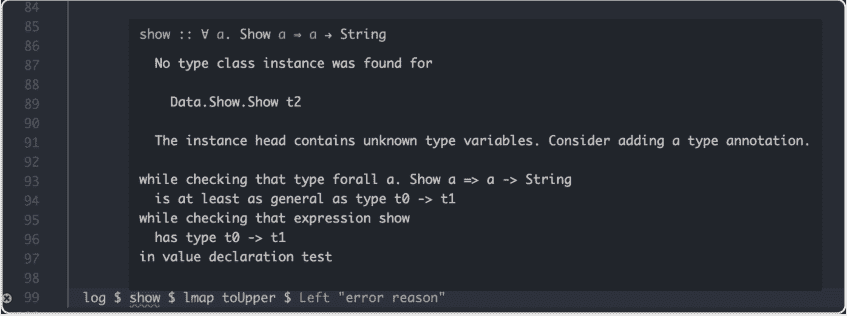 84
85
show :: ∀ a. Show a ⇒ a → String
86
87 No type class instance was found for
88
89 Data.Show.Show t2
90
91 The instance head contains unknown type variables. Consider adding a type annotation.
92
93 while checking that type forall a. Show a => a -> String
94 is at least as general as type t0 -> t1
95 while checking that expression show
96 has type t0 -> t1
97 in value declaration test
98
99 log $ show $ lmap toUpper $ Left "error reason"